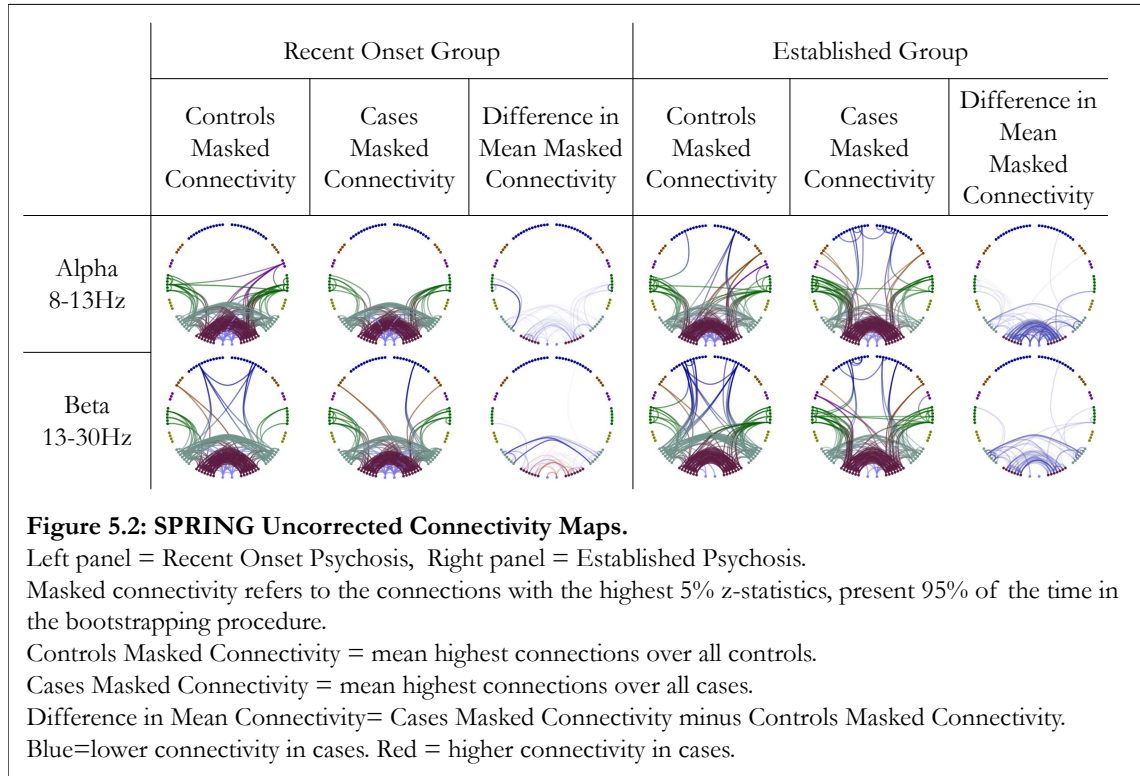 Recent Onset Group
Established Group
Controls
Masked
Connectivity
Cases
Masked
Connectivity
Difference in
Mean Masked
Connectivity
Controls
Masked
Connectivity
Cases
Masked
Connectivity
Difference in
Mean
Masked
Connectivity
Alpha
8-13Hz
Beta
13-30Hz
Figure 5.2: SPRING Uncorrected Connectivity Maps.
Left panel = Recent Onset Psychosis, Right panel = Established Psychosis.
Masked connectivity refers to the connections with the highest 5% z-statistics, present 95% of the time in
the bootstrapping procedure.
Controls Masked Connectivity = mean highest connections over all controls.
Cases Masked Connectivity = mean highest connections over all cases.
Difference in Mean Connectivity= Cases Masked Connectivity minus Controls Masked Connectivity.
Blue=lower connectivity in cases. Red = higher connectivity in cases.